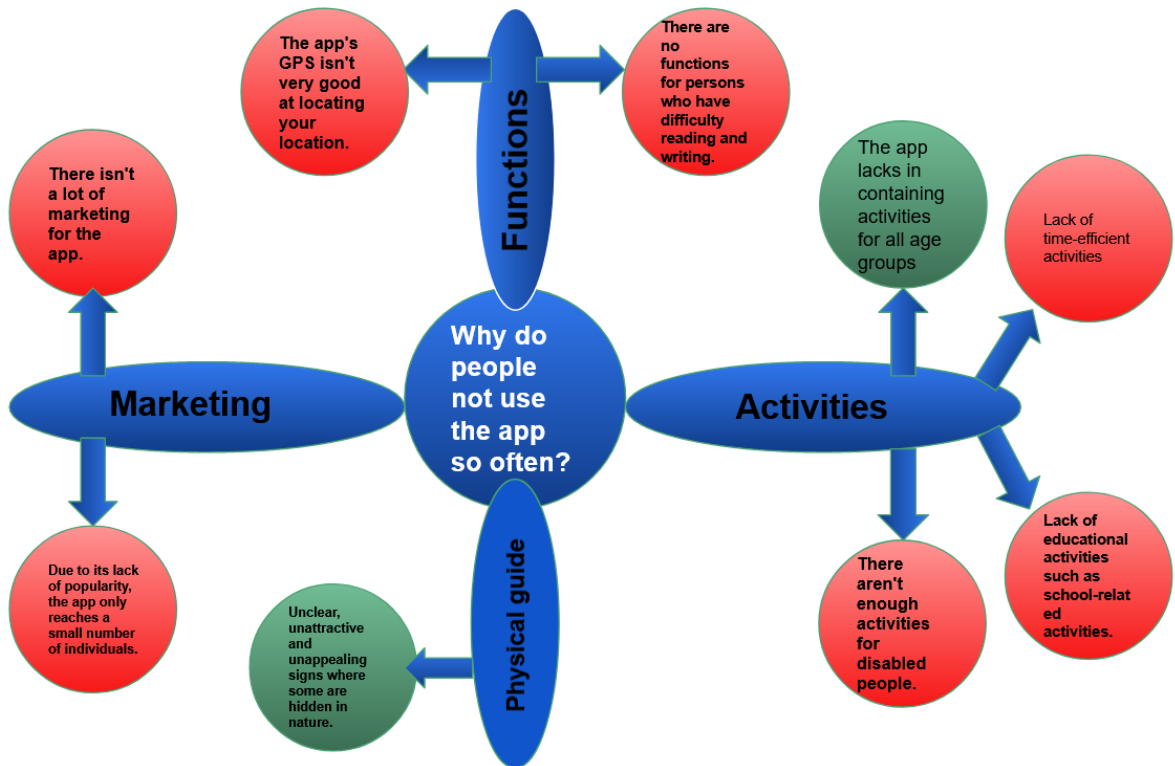 The app's
GPS isn't
very good
at locating
your
location.
Functions
There are
no
functions
for persons
who have
difficulty
reading and
writing.
There isn't
a lot of
marketing
for the
app.
The app
lacks in
containing
activities
for all age
groups
Lack of
time-efficient
activities
Marketing
Why do
people
not use
the app
so often?
Activities
Due to its lack
of popularity,
the app only
reaches a
small number
of individuals.
Unclear,
unattractive
and
unappealing
signs where
some are
hidden in
nature.
Physical guide
There
aren't
enough
activities
for
disabled
people.
Lack of
educational
activities
such as
school-relat
ed
activities.